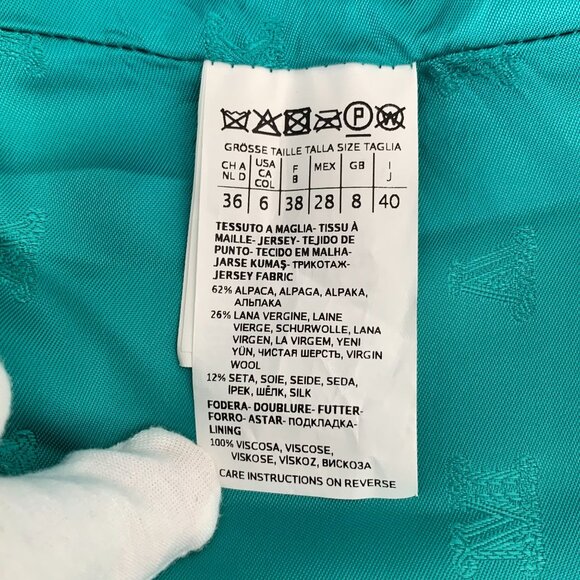 P W
GRÖSSE TAILLE TALLA SIZE TAGLIA
CH A NL D USA CA COL F B MEX GB I J
36 6 38 28 8 40
TESSUTO A MAGLIA- TISSU À
MAILLE- JERSEY- TEJIDO DE
PUNTO- TECIDO EM MALHA-
JARSE KUMAŞ- ТРИКОТАЖ-
JERSEY FABRIC
62% ALPACA, ALPAGA, ALPAKA,
АЛЬПАКА
26% LANA VERGINE, LAINE
VIERGE, SCHURWOLLE, LANA
VIRGEN, LA VIRGEM, YENI
YÜN, ЧИСТАЯ ШЕРСТЬ, VIRGIN
WOOL
12% SETA, SOIE, SEIDE, SEDA,
İPEK, ШЁЛК, SILK
FODERA- DOUBLURE- FUTTER-
FORRO- ASTAR- ПОДКЛАДКА-
LINING
100% VISCOSA, VISCOSE,
VISKOSE, VİSKOZ, ВИСКОЗА
CARE INSTRUCTIONS ON REVERSE